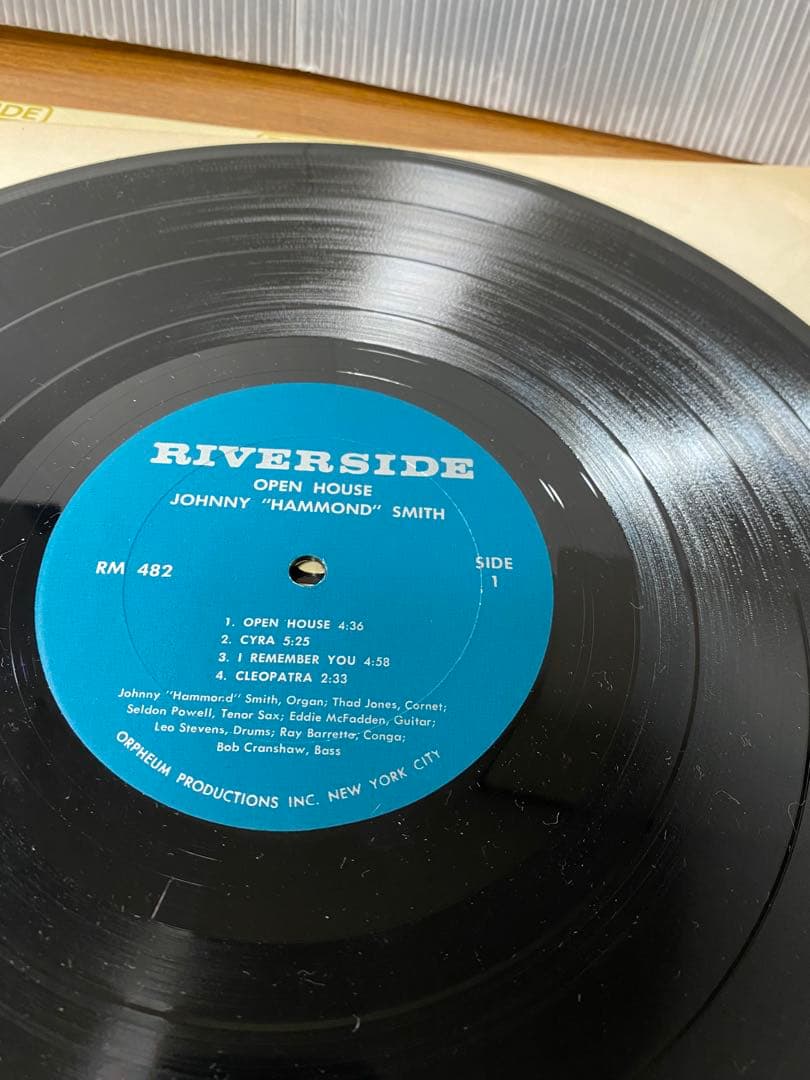 IDE)
RIVERSIDE
OPEN HOUSE
JOHNNY "HAMMOND" SMITH
RM 482
SIDE
1
1. OPEN HOUSE 4:36
2. CYRA 5:25
3. I REMEMBER YOU 4:58
4. CLEOPATRA 2:33
Johnny "Hammond" Smith, Organ; Thad Jones, Cornet;
Seldon Powell, Tenor Sax; Eddie McFadden, Guitar;
Leo Stevens, Drums; Ray Barretto, Conga;
Bob Cranshaw, Bass
ORPHEUM PRODUCTIONS INC. NEW YORK CITY